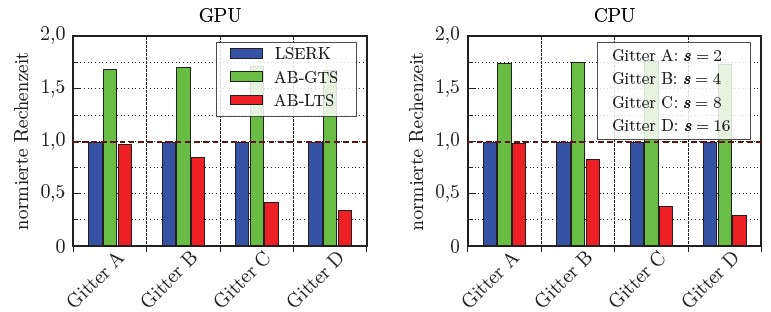 GPU
normierte Rechenzeit
2,0
1,5
1,0
0,5
0
LSERK
AB-GTS
AB-LTS
Gitter A
Gitter B
Gitter C
Gitter D
CPU
normierte Rechenzeit
2,0
1,5
1,0
0,5
0
Gitter A: s = 2
Gitter B: s = 4
Gitter C: s = 8
Gitter D: s = 16
Gitter A
Gitter B
Gitter C
Gitter D